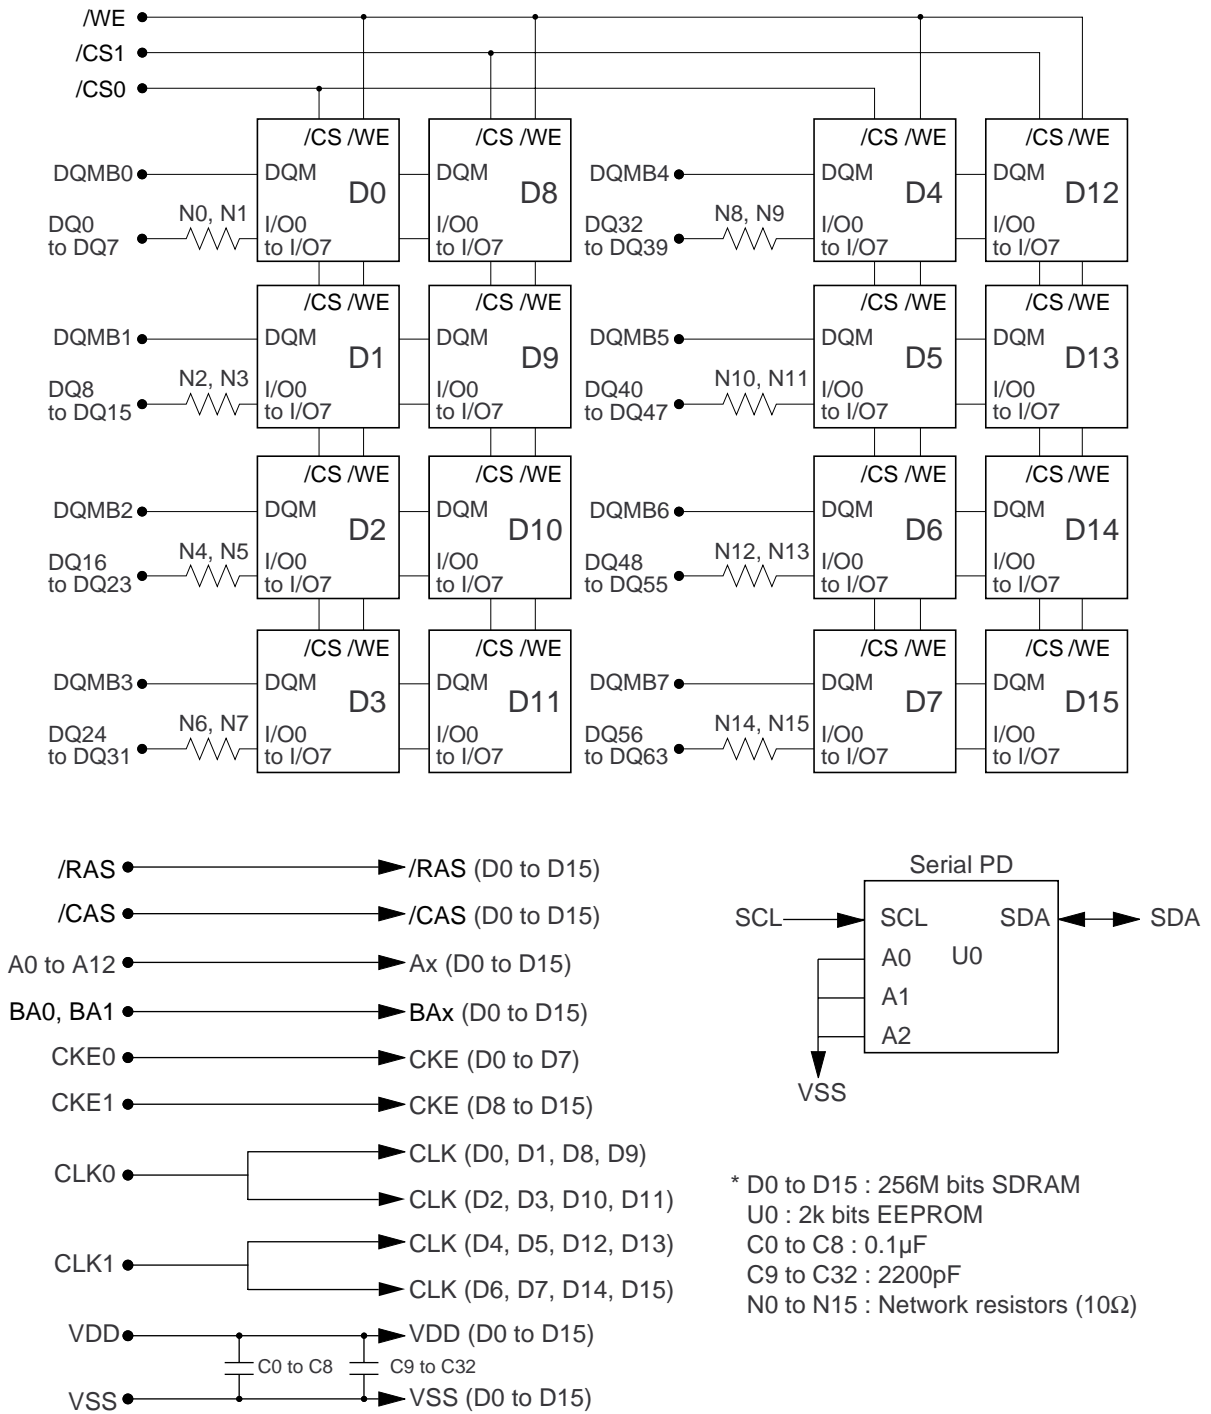 /WE
/CS1
/CS0
/CS /WE
DQMB0
DQM
D0
DQ0
to DQ7
N0, N1
I/O0
to I/O7
/CS /WE
DQM
D8
I/O0
to I/O7
DQMB4
/CS /WE
DQM
D4
DQ32
to DQ39
N8, N9
I/O0
to I/O7
/CS /WE
DQM
D12
I/O0
to I/O7
/CS /WE
DQMB1
DQM
D1
DQ8
to DQ15
N2, N3
I/O0
to I/O7
/CS /WE
DQM
D9
I/O0
to I/O7
DQMB5
/CS /WE
DQM
D5
DQ40
to DQ47
N10, N11
I/O0
to I/O7
/CS /WE
DQM
D13
I/O0
to I/O7
/CS /WE
DQMB2
DQM
D2
DQ16
to DQ23
N4, N5
I/O0
to I/O7
/CS /WE
DQM
D10
I/O0
to I/O7
DQMB6
/CS /WE
DQM
D6
DQ48
to DQ55
N12, N13
I/O0
to I/O7
/CS /WE
DQM
D14
I/O0
to I/O7
/CS /WE
DQMB3
DQM
D3
DQ24
to DQ31
N6, N7
I/O0
to I/O7
/CS /WE
DQM
D11
I/O0
to I/O7
DQMB7
/CS /WE
DQM
D7
DQ56
to DQ63
N14, N15
I/O0
to I/O7
/CS /WE
DQM
D15
I/O0
to I/O7
/RAS /RAS (D0 to D15)
/CAS /CAS (D0 to D15)
A0 to A12 Ax (D0 to D15)
BA0, BA1 BAx (D0 to D15)
CKE0 CKE (D0 to D7)
CKE1 CKE (D8 to D15)
CLK0
CLK (D0, D1, D8, D9)
CLK (D2, D3, D10, D11)
CLK1
CLK (D4, D5, D12, D13)
CLK (D6, D7, D14, D15)
VDD VDD (D0 to D15)
C0 to C8 C9 to C32
VSS VSS (D0 to D15)
Serial PD
SCL SCL SDA SDA
A0 U0
A1
A2
VSS
* D0 to D15 : 256M bits SDRAM
U0 : 2k bits EEPROM
C0 to C8 : 0.1µF
C9 to C32 : 2200pF
N0 to N15 : Network resistors (10Ω)